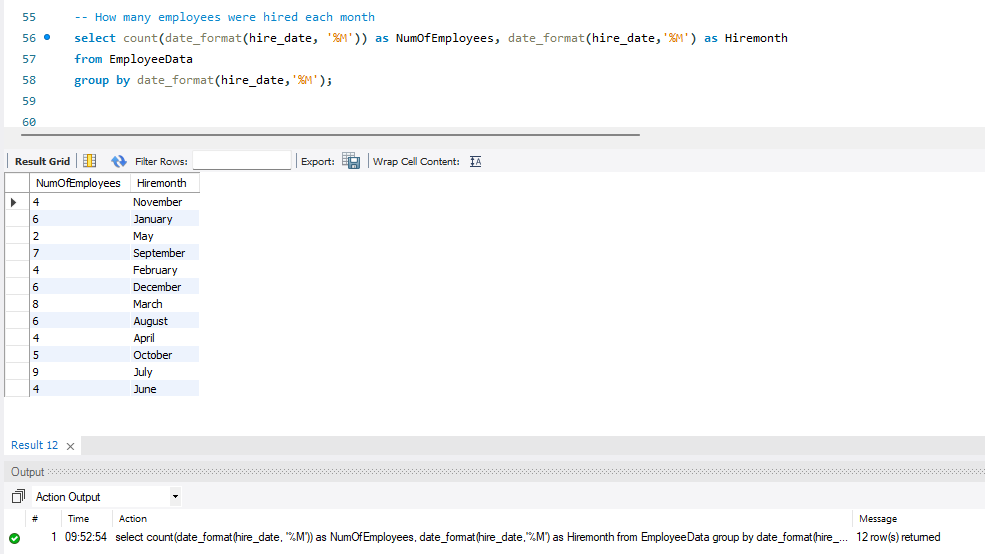 55 -- How many employees were hired each month
56 select count(date_format(hire_date, '%M')) as NumOfEmployees, date_format(hire_date,'%M') as Hiremonth
57 from EmployeeData
58 group by date_format(hire_date,'%M');
59
60
Result Grid Filter Rows: Export: Wrap Cell Content: IA
NumOfEmployees Hiremonth
4 November
6 January
2 May
7 September
4 February
6 December
8 March
6 August
4 April
5 October
9 July
4 June
Result 12 ×
Output
Action Output
# Time Action Message
1 09:52:54 select count(date_format(hire_date, '%M')) as NumOfEmployees, date_format(hire_date,'%M') as Hiremonth from EmployeeData group by date_format(hire_... 12 row(s) returned